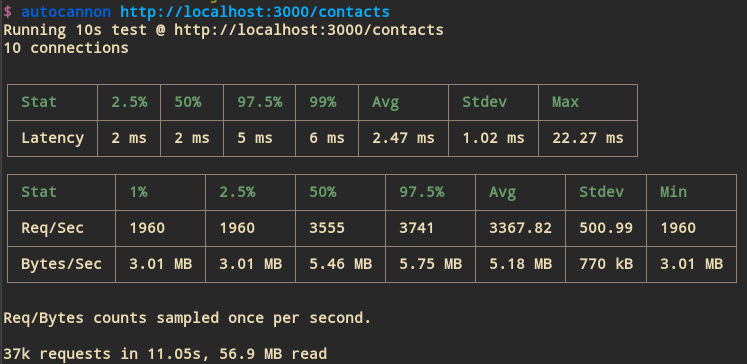 $ autocannon http://localhost:3000/contacts
Running 10s test @ http://localhost:3000/contacts
10 connections
Stat 2.5% 50% 97.5% 99% Avg Stdev Max
Latency 2 ms 2 ms 5 ms 6 ms 2.47 ms 1.02 ms 22.27 ms
Stat 1% 2.5% 50% 97.5% Avg Stdev Min
Req/Sec 1960 1960 3555 3741 3367.82 500.99 1960
Bytes/Sec 3.01 MB 3.01 MB 5.46 MB 5.75 MB 5.18 MB 770 kB 3.01 MB
Req/Bytes counts sampled once per second.
37k requests in 11.05s, 56.9 MB read